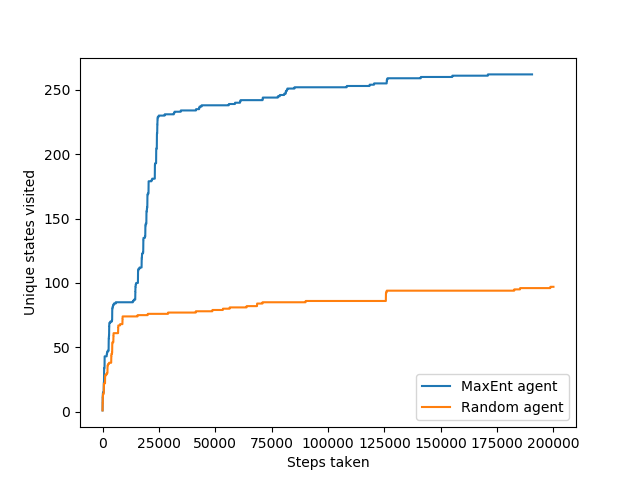 250
200
150
100
50
0
Unique states visited
MaxEnt agent
Random agent
0 25000 50000 75000 100000 125000 150000 175000 200000
Steps taken